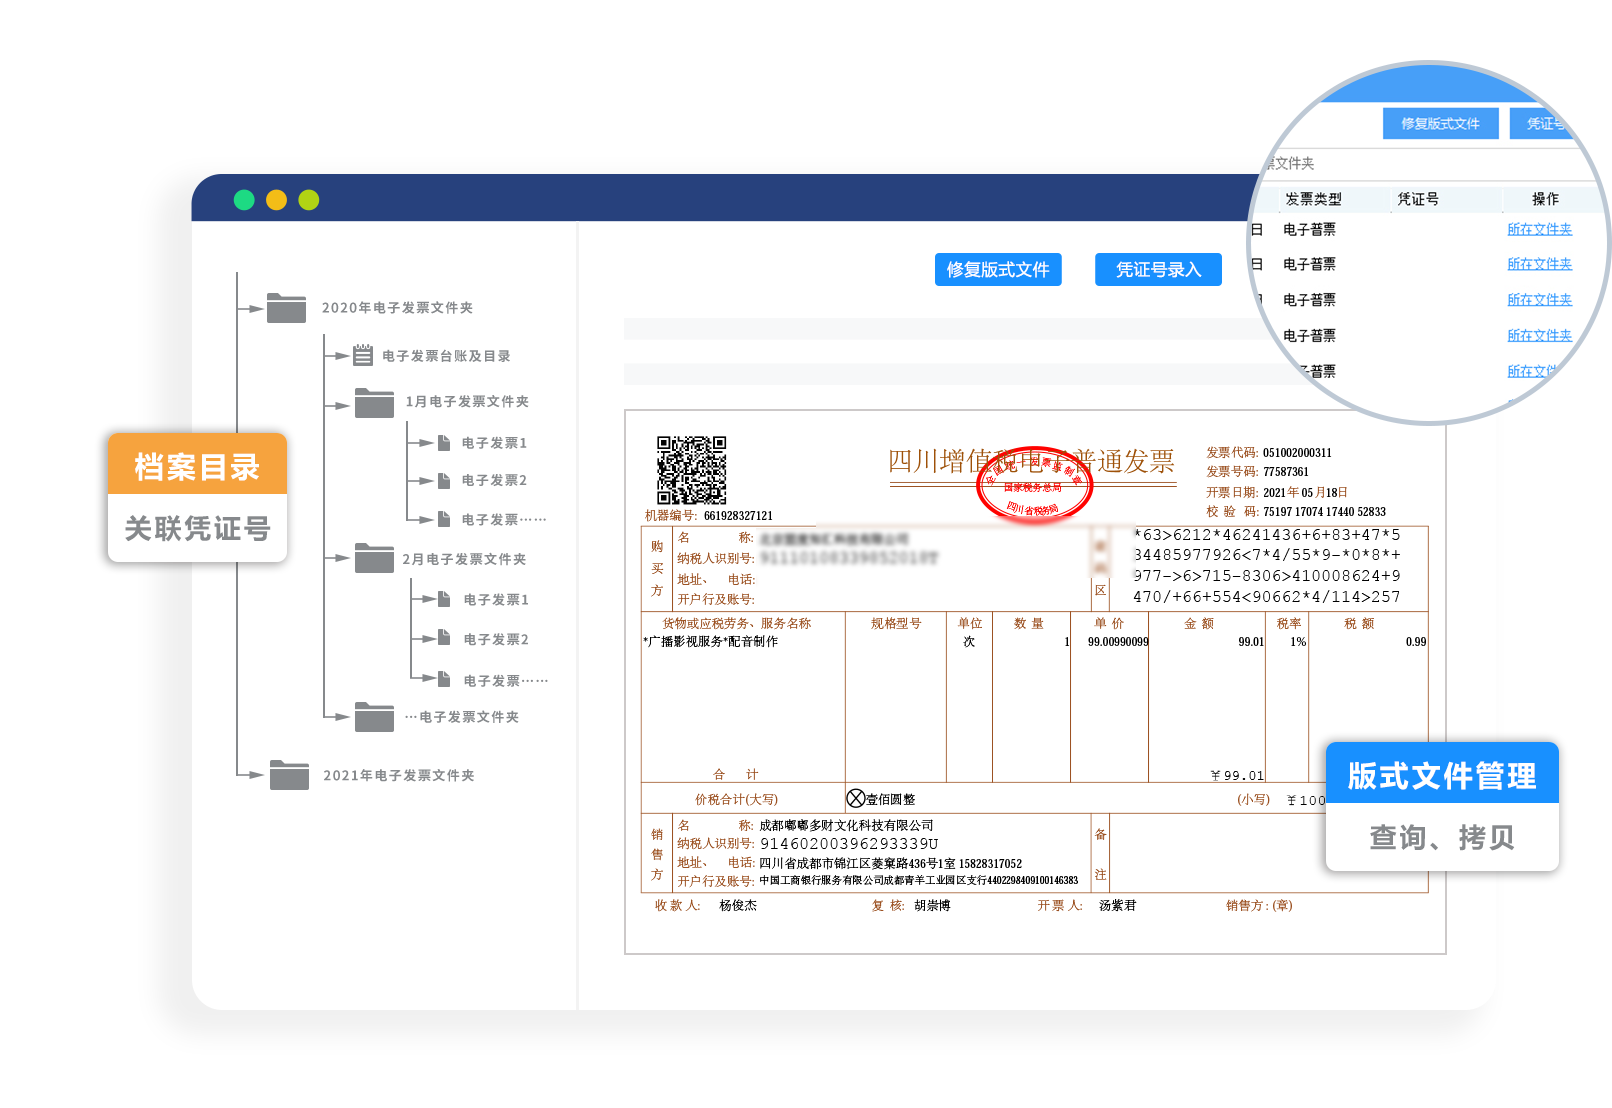 修复版式文件 凭证号
票文件夹
发票类型 凭证号 操作
日 电子普票 所在文件夹
日 电子普票 所在文件夹
电子普票 所在文件夹
电子普票 所在文件夹
子普票 所在文件
修复版式文件 凭证号录入
2020年电子发票文件夹
电子发票台账及目录
1月电子发票文件夹
电子发票1
电子发票2
电子发票……
2月电子发票文件夹
电子发票1
电子发票2
电子发票……
…电子发票文件夹
2021年电子发票文件夹
档案目录
关联凭证号
四川增值税电子普通发票
全国统一发票监制章
国家税务总局
四川省税务局
发票代码: 051002000311
发票号码: 77587361
开票日期: 2021年 05月18日
校 验 码: 75197 17074 17440 52833
机器编号: 661928327121
购买方
名 称:
纳税人识别号: 91110108339852018T
地址、 电话:
开户行及账号:
区
*63>6212*46241436+6+83+47*5
34485977926<7*4/55*9-*0*8*+
977->6>715-8306>410008624+9
470/+66+554<90662*4/114>257
货物或应税劳务、服务名称 规格型号 单位 数 量 单 价 金 额 税率 税 额
*广播影视服务*配音制作 次 1 99.00990099 99.01 1% 0.99
合 计 ￥99.01
价税合计(大写) 壹佰圆整 (小写) ￥100
销售方
名 称: 成都嘟嘟多财文化科技有限公司
纳税人识别号: 91460200396293339U
地址、 电话: 四川省成都市锦江区菱窠路436号1室 15828317052
开户行及账号: 中国工商银行服务有限公司成都青羊工业园区支行4402298409100146383
备注
收 款 人: 杨俊杰 复 核: 胡崇博 开 票 人: 汤紫君 销售方: (章)
版式文件管理
查询、拷贝